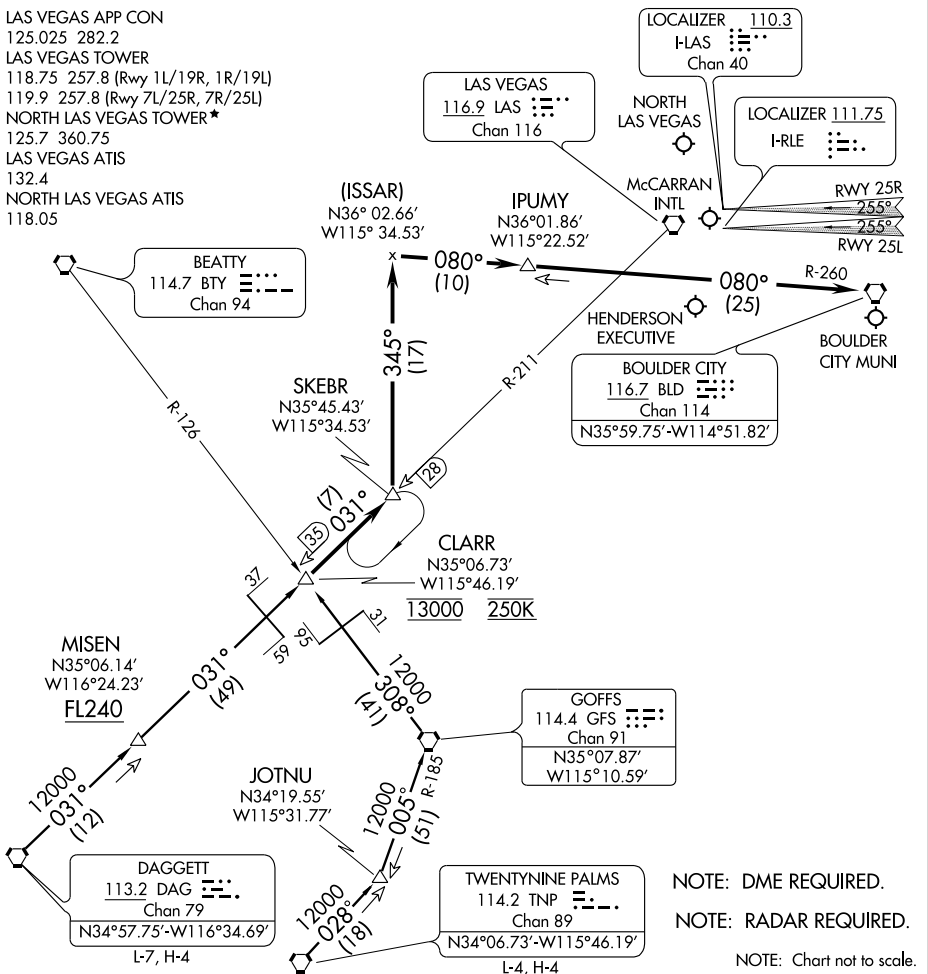 LAS VEGAS APP CON
125.025 282.2
LAS VEGAS TOWER
118.75 257.8 (Rwy 1L/19R, 1R/19L)
119.9 257.8 (Rwy 7L/25R, 7R/25L)
NORTH LAS VEGAS TOWER★
125.7 360.75
LAS VEGAS ATIS
132.4
NORTH LAS VEGAS ATIS
118.05
LOCALIZER 110.3
I-LAS
Chan 40
LAS VEGAS
116.9 LAS
Chan 116
NORTH
LAS VEGAS
LOCALIZER 111.75
I-RLE
McCARRAN
INTL
RWY 25R
255°
255°
RWY 25L
(ISSAR)
N36° 02.66'
W115° 34.53'
x
IPUMY
N36°01.86'
W115°22.52'
080°
(10)
080°
(25)
R-260
BEATTY
114.7 BTY
Chan 94
HENDERSON
EXECUTIVE
BOULDER
CITY MUNI
BOULDER CITY
116.7 BLD
Chan 114
N35°59.75'-W114°51.82'
345°
(17)
R-211
R-126
SKEBR
N35°45.43'
W115°34.53'
28
(7)
031°
35
CLARR
N35°06.73'
W115°46.19'
13000 250K
37
59
95
31
MISEN
N35°06.14'
W116°24.23'
FL240
031°
(49)
12000
308°
(41)
GOFFS
114.4 GFS
Chan 91
N35°07.87'
W115°10.59'
JOTNU
N34°19.55'
W115°31.77'
12000
005°
(51)
R-185
12000
031°
(12)
DAGGETT
113.2 DAG
Chan 79
N34°57.75'-W116°34.69'
L-7, H-4
12000
028°
(18)
TWENTYNINE PALMS
114.2 TNP
Chan 89
N34°06.73'-W115°46.19'
L-4, H-4
NOTE: DME REQUIRED.
NOTE: RADAR REQUIRED.
NOTE: Chart not to scale.